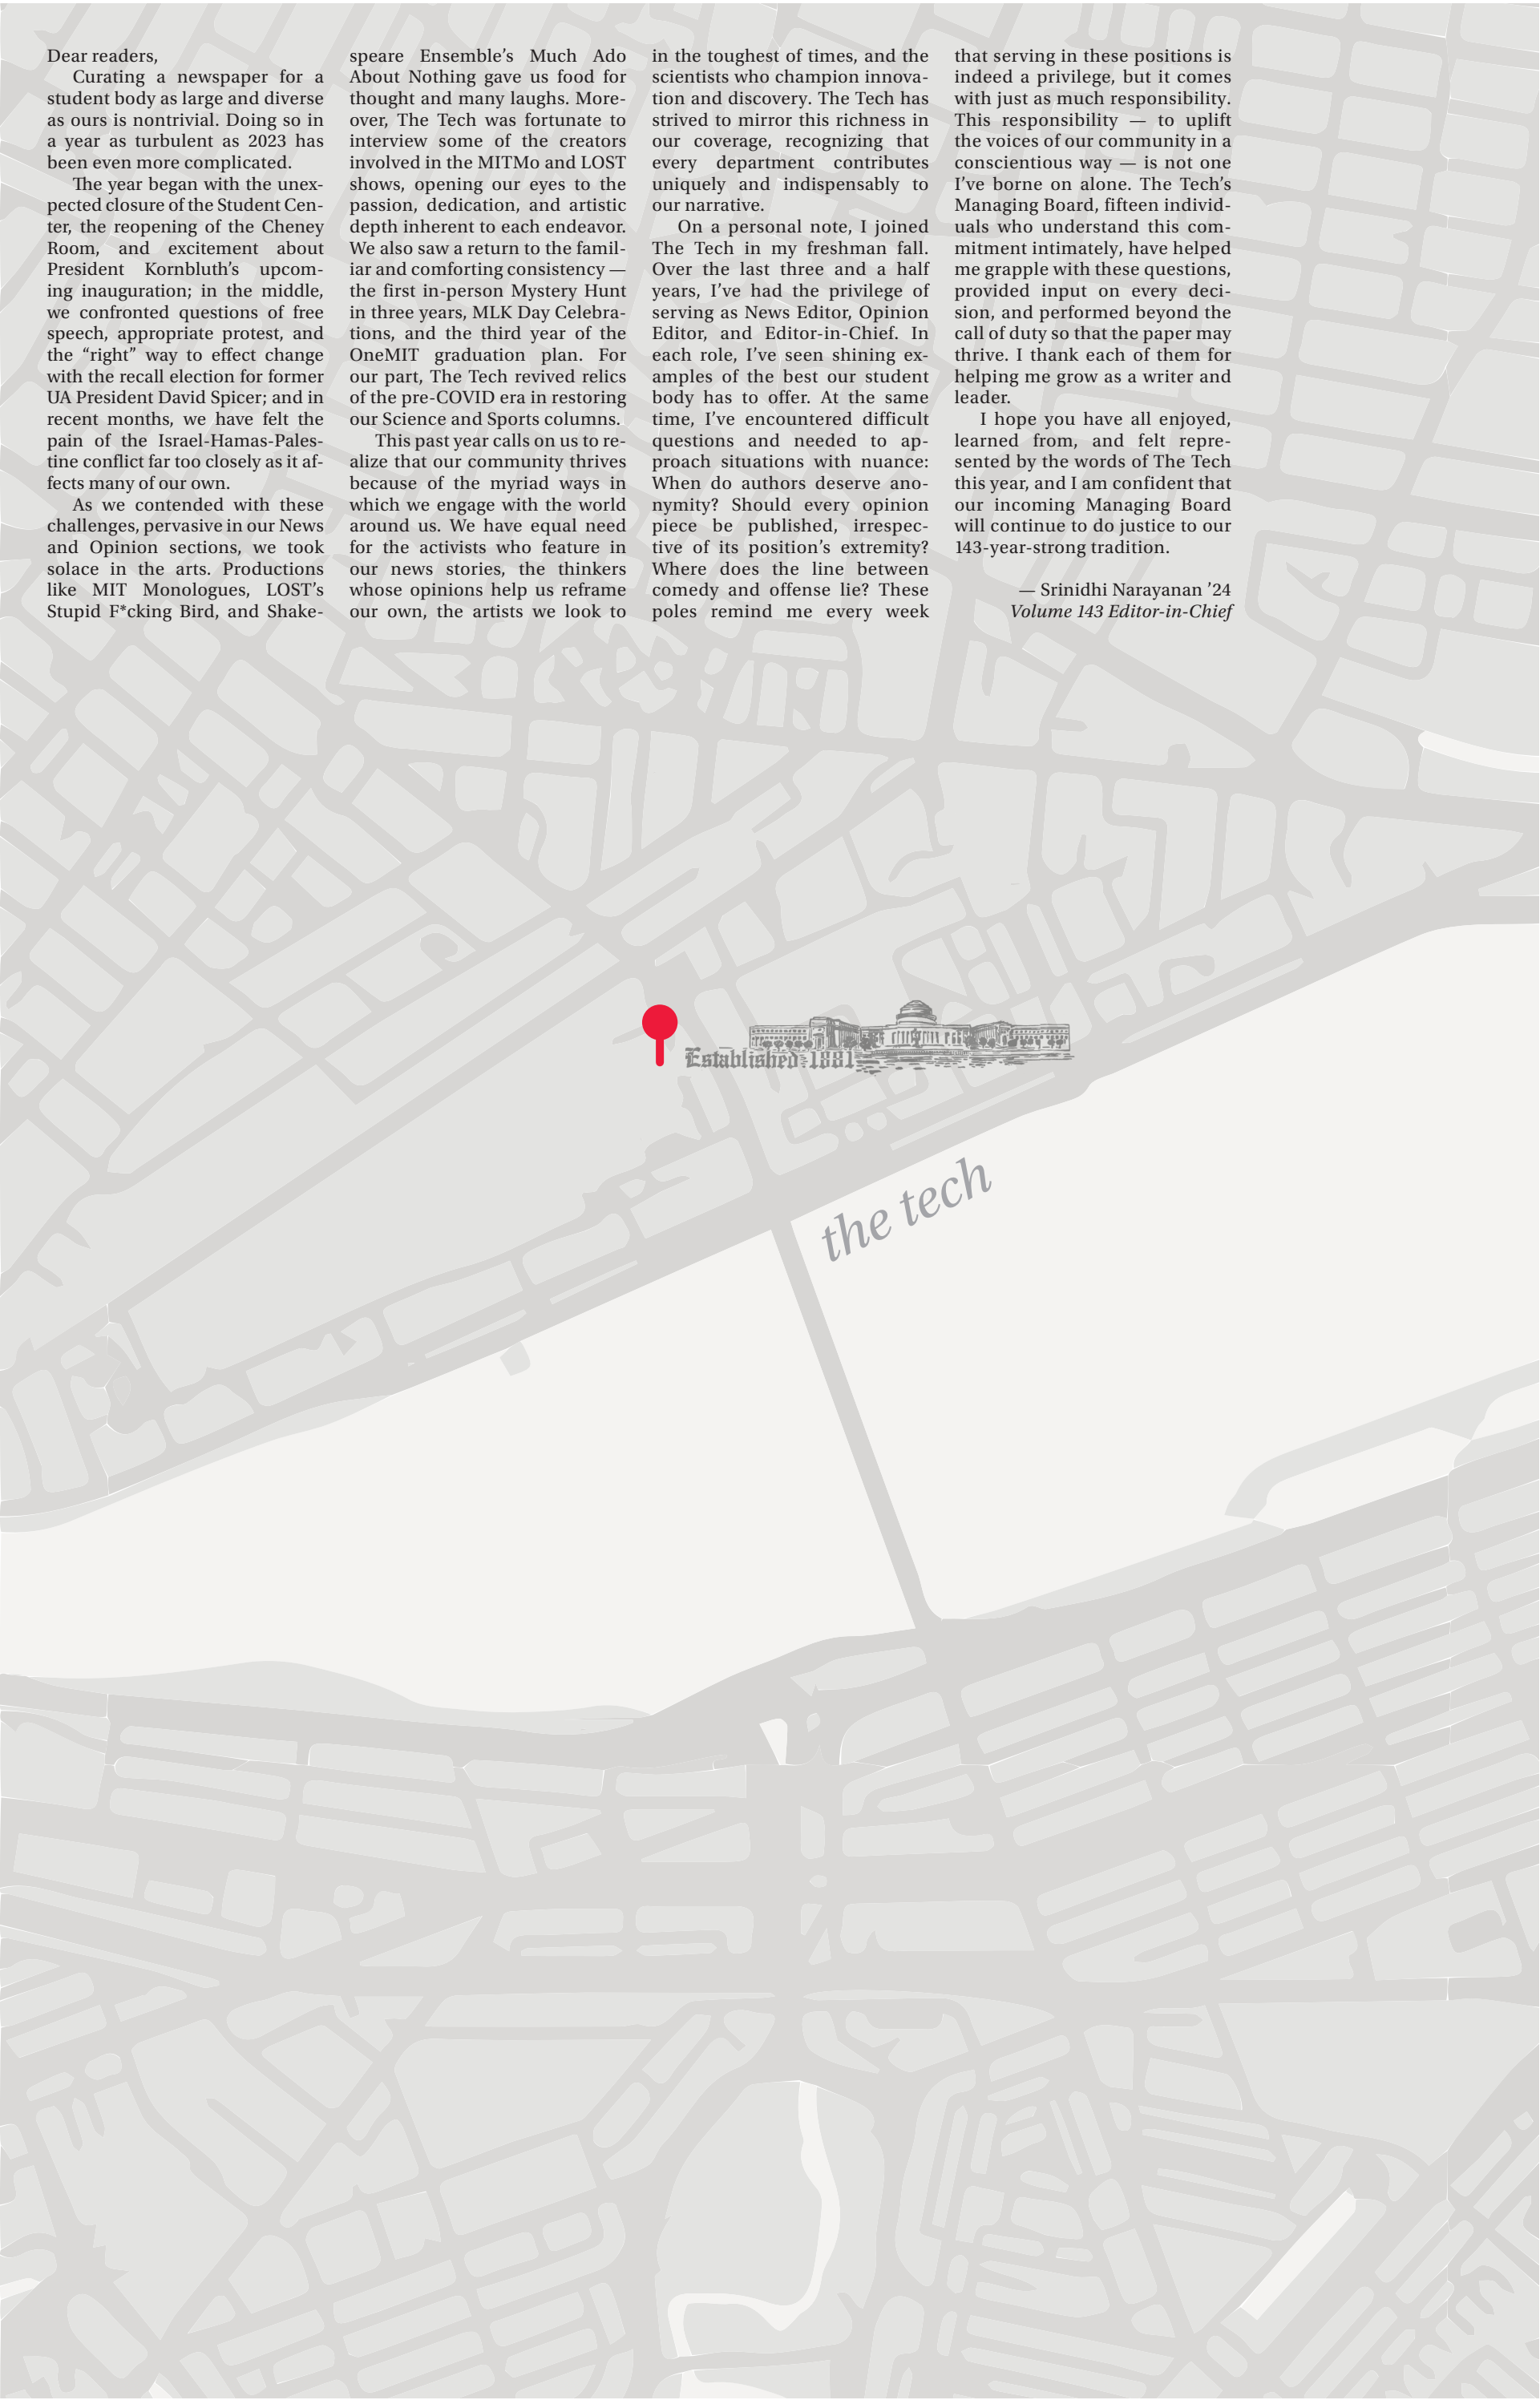 Dear readers,
Curating a newspaper for a
student body as large and diverse
as ours is nontrivial. Doing so in
a year as turbulent as 2023 has
been even more complicated.
The year began with the unex-
pected closure of the Student Cen-
ter, the reopening of the Cheney
Room, and excitement about
President Kornbluth's upcom-
ing inauguration; in the middle,
we confronted questions of free
speech, appropriate protest, and
the “right” way to effect change
with the recall election for former
UA President David Spicer; and in
recent months, we have felt the
pain of the Israel-Hamas-Pales-
tine conflict far too closely as it af-
fects many of our own.
As we contended with these
challenges, pervasive in our News
and Opinion sections, we took
solace in the arts. Productions
like MIT Monologues, LOST's
Stupid F*cking Bird, and Shake-
speare Ensemble's Much Ado
About Nothing gave us food for
thought and many laughs. More-
over, The Tech was fortunate to
interview some of the creators
involved in the MITMo and LOST
shows, opening our eyes to the
passion, dedication, and artistic
depth inherent to each endeavor.
We also saw a return to the famil-
iar and comforting consistency —
the first in-person Mystery Hunt
in three years, MLK Day Celebra-
tions, and the third year of the
OneMIT graduation plan. For
our part, The Tech revived relics
of the pre-COVID era in restoring
our Science and Sports columns.
This past year calls on us to re-
alize that our community thrives
because of the myriad ways in
which we engage with the world
around us. We have equal need
for the activists who feature in
our news stories, the thinkers
whose opinions help us reframe
our own, the artists we look to
in the toughest of times, and the
scientists who champion innova-
tion and discovery. The Tech has
strived to mirror this richness in
our coverage, recognizing that
every department contributes
uniquely and indispensably to
our narrative.
On a personal note, I joined
The Tech in my freshman fall.
Over the last three and a half
years, I've had the privilege of
serving as News Editor, Opinion
Editor, and Editor-in-Chief. In
each role, I've seen shining ex-
amples of the best our student
body has to offer. At the same
time, I've encountered difficult
questions and needed to ap-
proach situations with nuance:
When do authors deserve ano-
nymity? Should every opinion
piece be published, irrespec-
tive of its position's extremity?
Where does the line between
comedy and offense lie? These
poles remind me every week
that serving in these positions is
indeed a privilege, but it comes
with just as much responsibility.
This responsibility — to uplift
the voices of our community in a
conscientious way — is not one
I've borne on alone. The Tech's
Managing Board, fifteen individ-
uals who understand this com-
mitment intimately, have helped
me grapple with these questions,
provided input on every deci-
sion, and performed beyond the
call of duty so that the paper may
thrive. I thank each of them for
helping me grow as a writer and
leader.
I hope you have all enjoyed,
learned from, and felt repre-
sented by the words of The Tech
this year, and I am confident that
our incoming Managing Board
will continue to do justice to our
143-year-strong tradition.
— Srinidhi Narayanan ’24
Volume 143 Editor-in-Chief
Established 1881
the tech